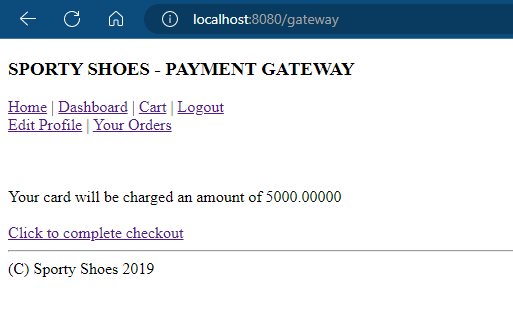 localhost:8080/gateway
SPORTY SHOES - PAYMENT GATEWAY
Home | Dashboard | Cart | Logout
Edit Profile | Your Orders
Your card will be charged an amount of 5000.00000
Click to complete checkout
(C) Sporty Shoes 2019